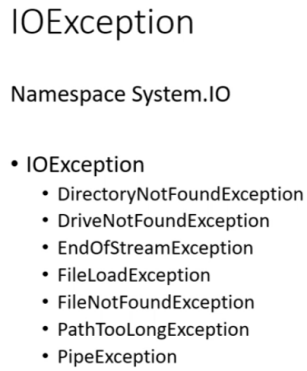 IOException
Namespace System.IO
• IOException
• DirectoryNotFoundException
• DriveNotFoundException
• EndOfStreamException
• FileLoadException
• FileNotFoundException
• PathTooLongException
• PipeException